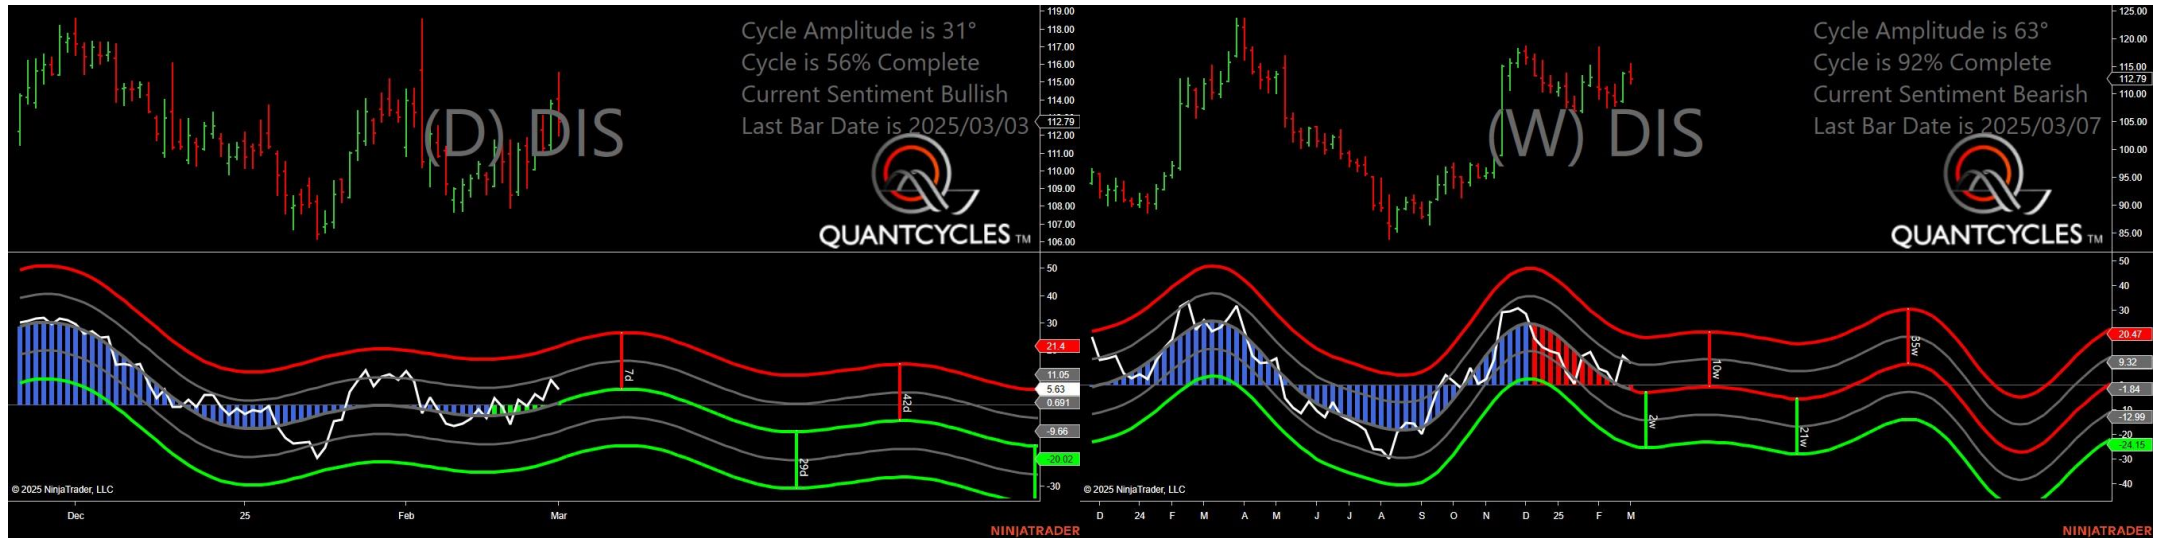 119.00
118.00
117.00
116.00
115.00
114.00
112.79
112.00
111.00
110.00
109.00
108.00
107.00
106.00
Cycle Amplitude is 31°
Cycle is 56% Complete
Current Sentiment Bullish
Last Bar Date is 2025/03/03
(D) DIS
QUANTCYCLES TM
50
40
30
21.4
11.05
5.63
0.691
-9.66
-20.02
-30
7d
42d
29d
© 2025 NinjaTrader, LLC
Dec
25
Feb
Mar
NINJATRADER
125.00
120.00
115.00
112.79
110.00
105.00
100.00
95.00
90.00
85.00
Cycle Amplitude is 63°
Cycle is 92% Complete
Current Sentiment Bearish
Last Bar Date is 2025/03/07
(W) DIS
QUANTCYCLES TM
50
40
30
20.47
9.32
-1.84
-12.99
-20
-24.15
-30
-40
10w
35w
2w
21w
© 2025 NinjaTrader, LLC
D
24
F
M
A
M
J
J
A
S
O
N
D
25
F
M
NINJATRADER